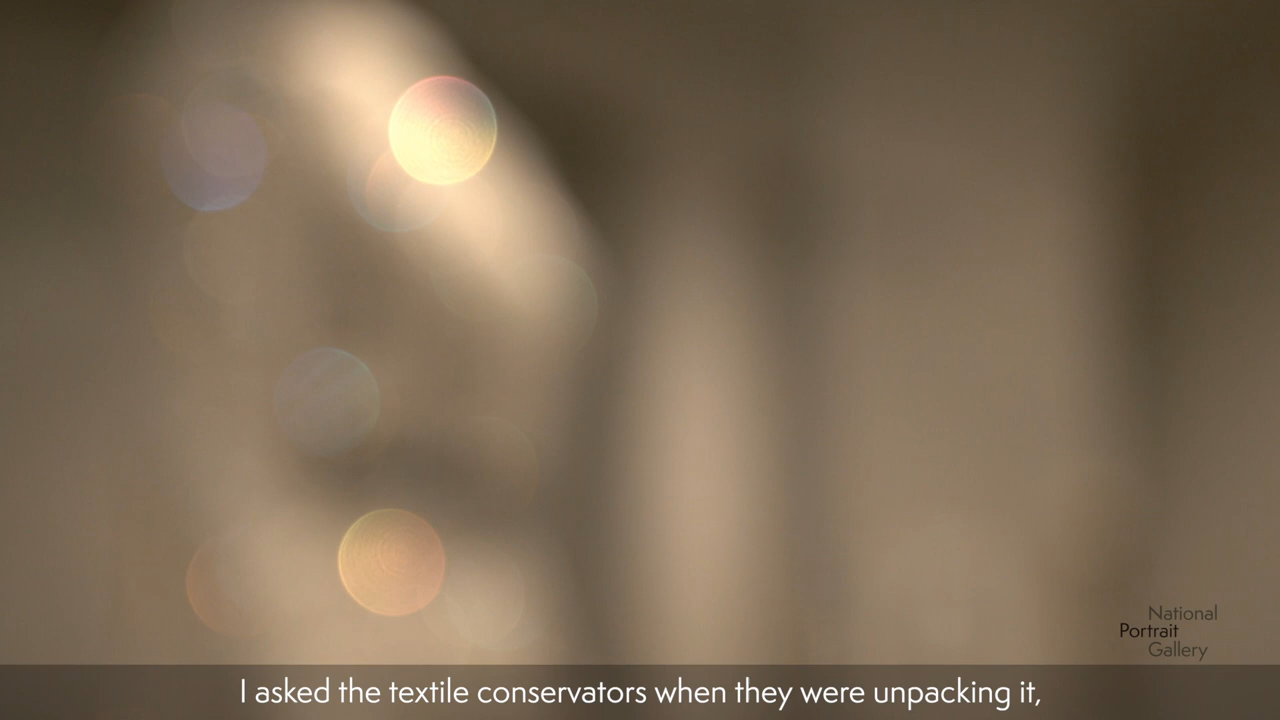 National
Portrait
Gallery
I asked the textile conservators when they were unpacking it,